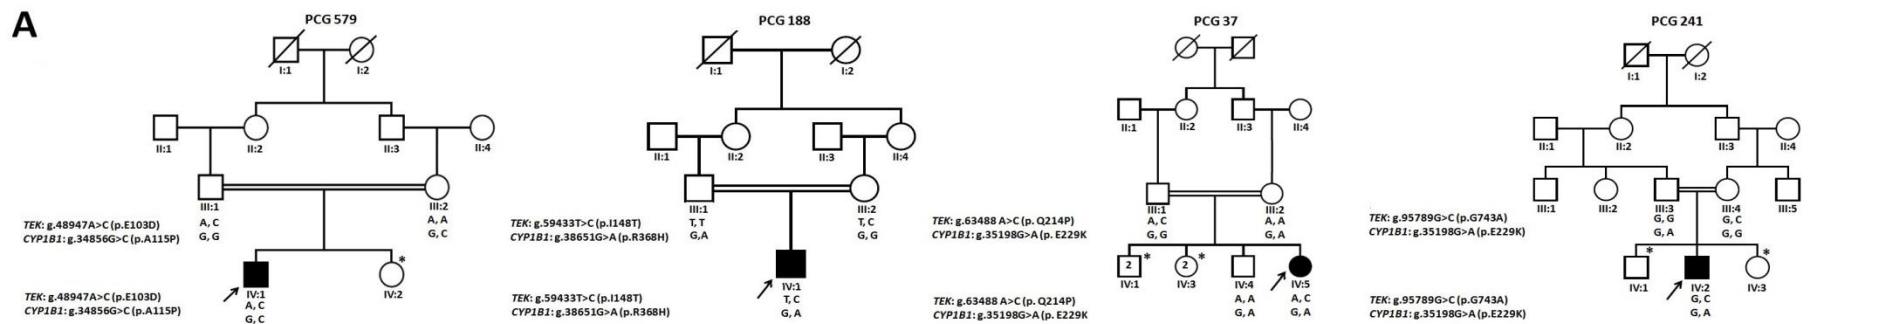 A
PCG 579
I:1 I:2
II:1 II:2 II:3 II:4
III:1 III:2
TEK: g.48947A>C (p.E103D) A, C A, A
CYP1B1: g.34856G>C (p.A115P) G, G G, C
*
IV:1 IV:2
TEK: g.48947A>C (p.E103D) A, C
CYP1B1: g.34856G>C (p.A115P) G, C
PCG 188
I:1 I:2
II:1 II:2 II:3 II:4
III:1 III:2
TEK: g.59433T>C (p.I148T) T, T T, C
CYP1B1: g.38651G>A (p.R368H) G,A G, G
IV:1
TEK: g.59433T>C (p.I148T) T, C
CYP1B1: g.38651G>A (p.R368H) G, A
PCG 37
II:1 II:2 II:3 II:4
III:1 III:2
TEK: g.63488 A>C (p. Q214P) A, C A, A
CYP1B1: g.35198G>A (p. E229K) G, G G, A
2 * 2 *
IV:1 IV:3 IV:4 IV:5
TEK: g.63488 A>C (p. Q214P) A, A A, C
CYP1B1: g.35198G>A (p. E229K G, A G, A
PCG 241
I:1 I:2
II:1 II:2 II:3 II:4
III:1 III:2 III:3 III:4 III:5
TEK: g.95789G>C (p.G743A) G, G G, C
CYP1B1: g.35198G>A (p.E229K) G, A G, G
* *
IV:1 IV:2 IV:3
TEK: g.95789G>C (p.G743A) G, C
CYP1B1: g.35198G>A (p.E229K) G, A